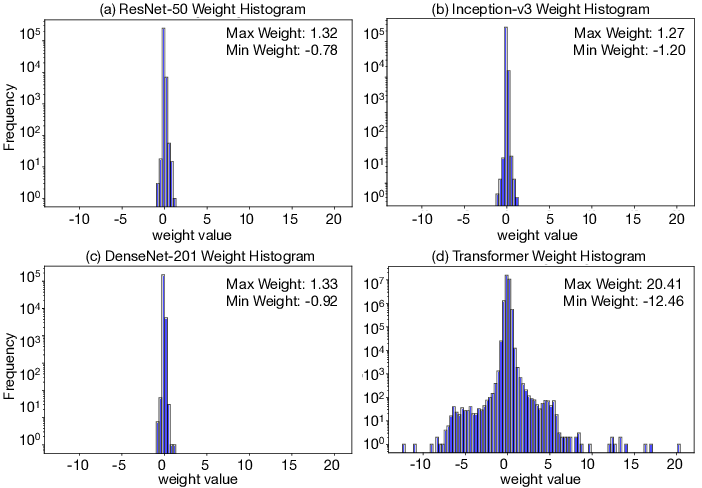 (a) ResNet-50 Weight Histogram
Max Weight: 1.32
Min Weight: -0.78
Frequency
10^5
10^4
10^3
10^2
10^1
10^0
-10 -5 0 5 10 15 20
weight value
(b) Inception-v3 Weight Histogram
Max Weight: 1.27
Min Weight: -1.20
10^5
10^4
10^3
10^2
10^1
10^0
-10 -5 0 5 10 15 20
weight value
(c) DenseNet-201 Weight Histogram
Max Weight: 1.33
Min Weight: -0.92
Frequency
10^5
10^4
10^3
10^2
10^1
10^0
-10 -5 0 5 10 15 20
weight value
(d) Transformer Weight Histogram
Max Weight: 20.41
Min Weight: -12.46
10^7
10^6
10^5
10^4
10^3
10^2
10^1
10^0
-10 -5 0 5 10 15 20
weight value